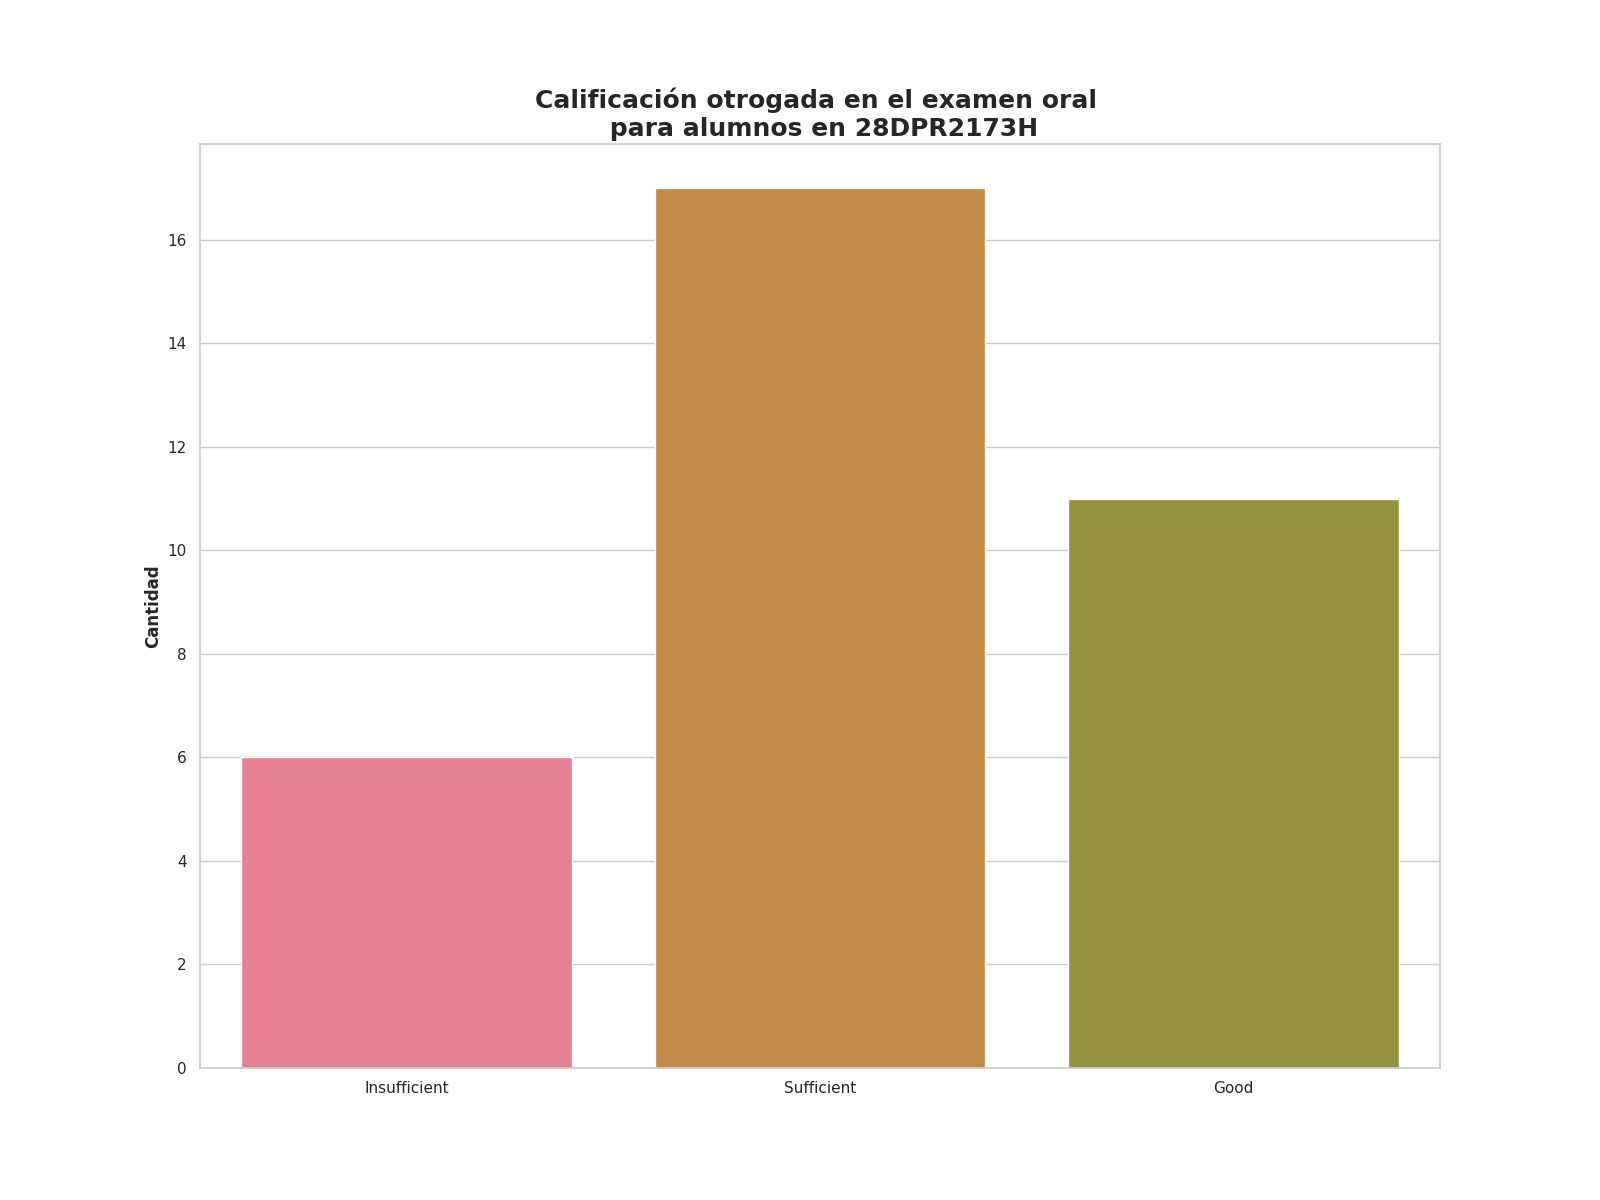 Calificación otrogada en el examen oral
para alumnos en 28DPR2173H
16
14
12
10
8
6
4
2
0
Cantidad
Insufficient
Sufficient
Good